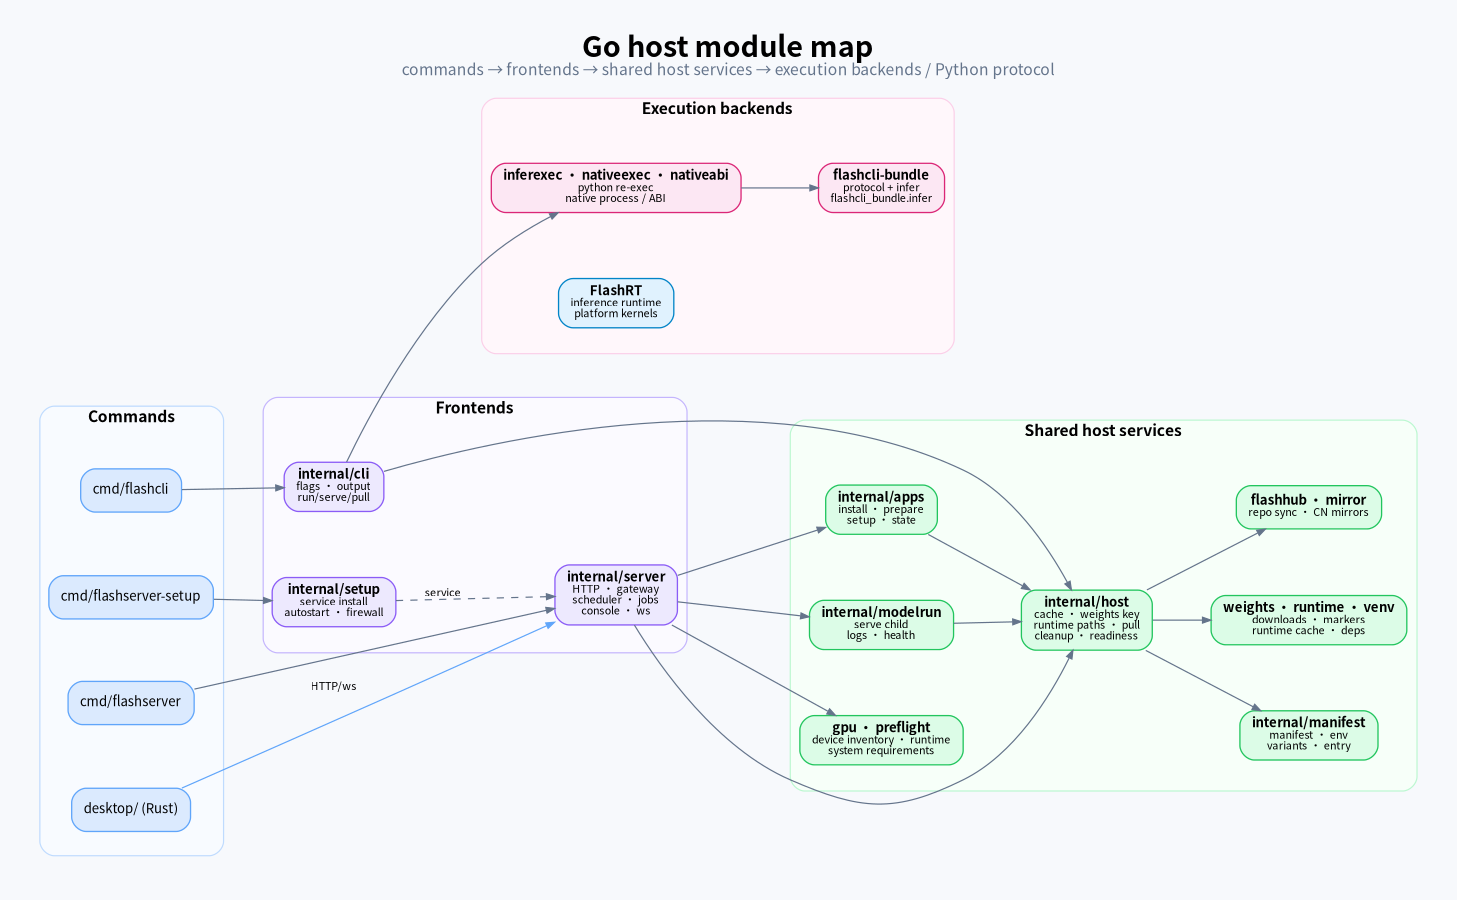 Go host module map
commands → frontends → shared host services → execution backends / Python protocol
Execution backends
inferexec • nativeexec • nativeabi
python re-exec
native process / ABI
flashcli-bundle
protocol + infer
flashcli_bundle.infer
FlashRT
inference runtime
platform kernels
Commands
cmd/flashcli
cmd/flashserver-setup
cmd/flashserver
desktop/ (Rust)
Frontends
internal/cli
flags • output
run/serve/pull
internal/setup
service install
autostart • firewall
service
internal/server
HTTP • gateway
scheduler • jobs
console • ws
HTTP/ws
Shared host services
internal/apps
install • prepare
setup • state
internal/modelrun
serve child
logs • health
gpu • preflight
device inventory • runtime
system requirements
internal/host
cache • weights key
runtime paths • pull
cleanup • readiness
flashhub • mirror
repo sync • CN mirrors
weights • runtime • venv
downloads • markers
runtime cache • deps
internal/manifest
manifest • env
variants • entry